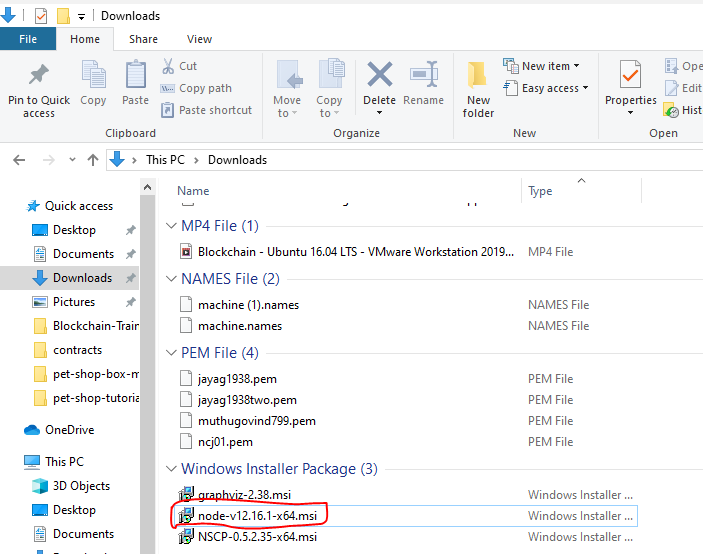 Downloads
File Home Share View
Pin to Quick access
Copy
Paste
Cut
Copy path
Paste shortcut
Clipboard
Move to
Copy to
Delete
Rename
Organize
New folder
New item
Easy access
New
Properties
Open
This PC > Downloads
Name Type
Quick access
Desktop
Documents
Downloads
Pictures
Blockchain-Train
contracts
pet-shop-box-m
pet-shop-tutoria
OneDrive
This PC
3D Objects
Desktop
Documents
MP4 File (1)
Blockchain - Ubuntu 16.04 LTS - VMware Workstation 2019... MP4 File
NAMES File (2)
machine (1).names NAMES File
machine.names NAMES File
PEM File (4)
jayag1938.pem PEM File
jayag1938two.pem PEM File
muthugovind799.pem PEM File
ncj01.pem PEM File
Windows Installer Package (3)
graphviz-2.38.msi Windows Installer ...
node-v12.16.1-x64.msi Windows Installer ...
NSCP-0.5.2.35-x64.msi Windows Installer ...